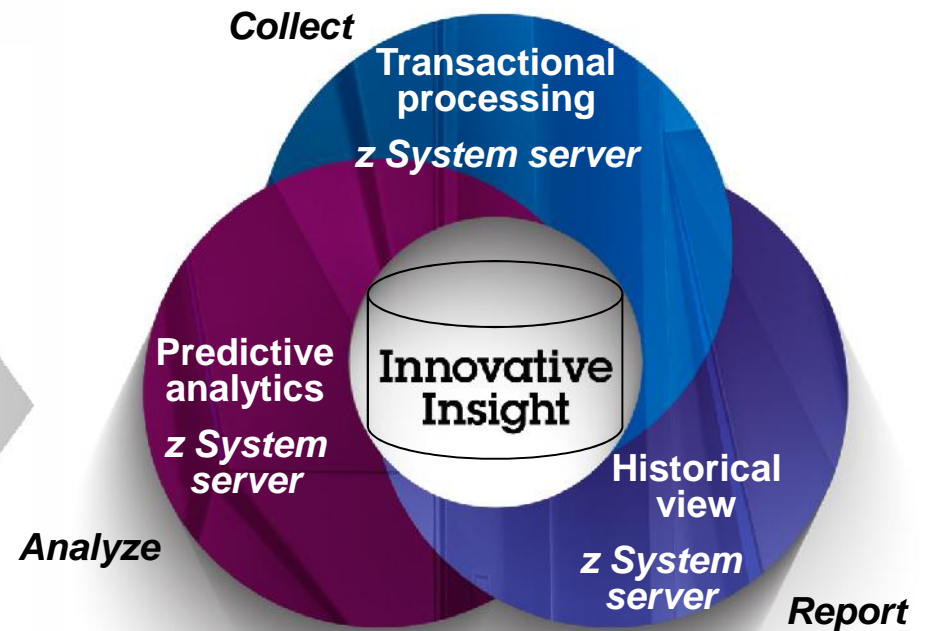 Collect
Transactional
processing
z System server
Predictive
analytics
z System
server
Innovative
Insight
Historical
view
z System
server
Analyze
Report